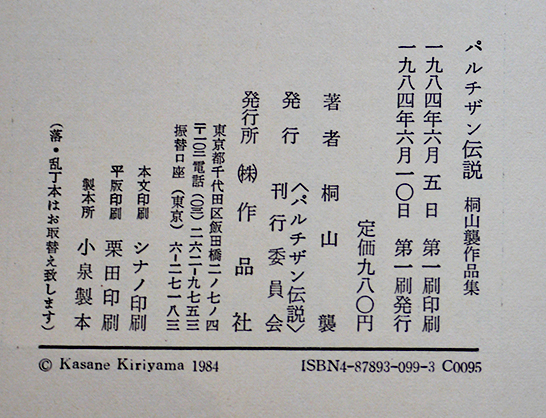 パルチザン伝説 桐山襲作品集
一九八四年六月 五 日 第一刷印刷
一九八四年六月一〇日 第一刷発行
定価九八〇円
著 者 桐 山 襲
発 行 〈パルチザン伝説〉刊行委員会
発行所 ㈱ 作 品 社
東京都千代田区飯田橋二ノ七ノ四
〒一〇二 電話(〇三)二六二-九七五三
振替口座(東京)六-二七一八三
本文印刷 シナノ印刷
平版印刷 栗田印刷
製本所 小泉製本
(落・乱丁本はお取替え致します)
© Kasane Kiriyama 1984 ISBN4-87893-099-3 C0095